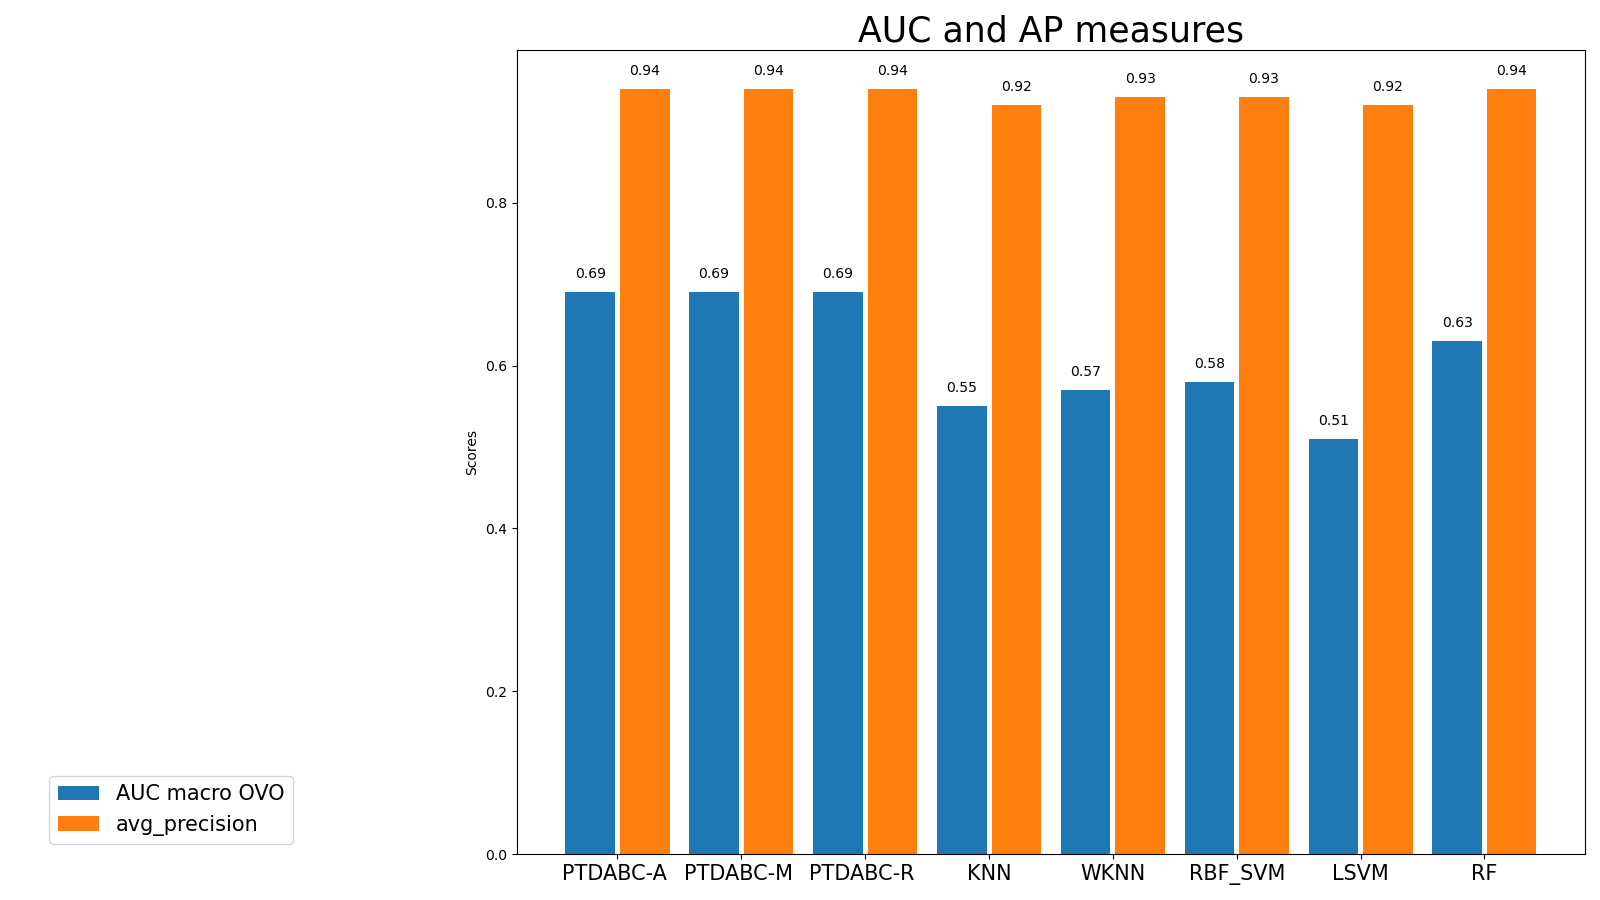 AUC and AP measures
0.94 0.94 0.94 0.92 0.93 0.93 0.92 0.94
0.8
0.69 0.69 0.69 0.55 0.57 0.58 0.51 0.63
0.6
Scores
0.4
0.2
0.0
PTDABC-A PTDABC-M PTDABC-R KNN WKNN RBF_SVM LSVM RF
AUC macro OVO
avg_precision